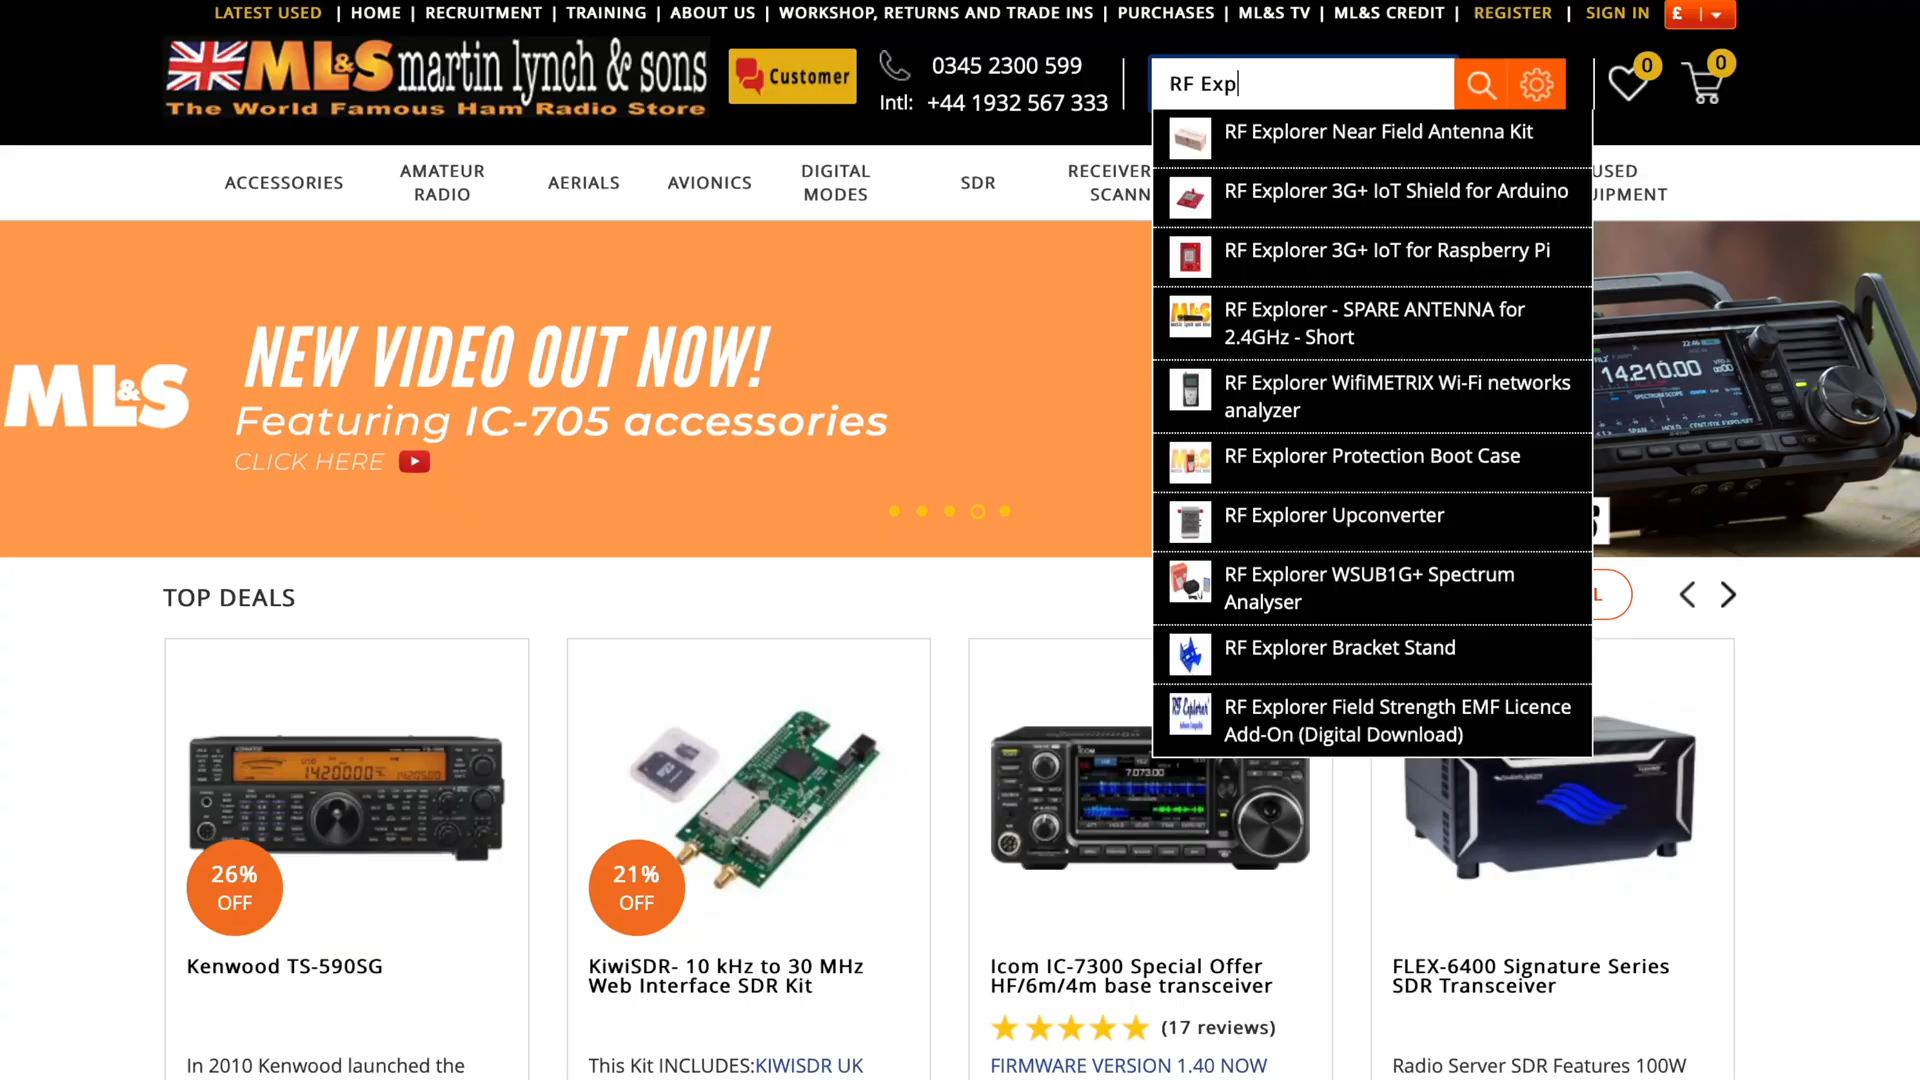 LATEST USED | HOME | RECRUITMENT | TRAINING | ABOUT US | WORKSHOP, RETURNS AND TRADE INS | PURCHASES | ML&S TV | ML&S CREDIT | REGISTER | SIGN IN £ |
ML&S martin lynch & sons
The World Famous Ham Radio Store
Customer
0345 2300 599
Intl: +44 1932 567 333
RF Exp
0
0
ACCESSORIES
AMATEUR
RADIO
AERIALS
AVIONICS
DIGITAL
MODES
SDR
RECEIVER
SCANN
USED
UIPMENT
RF Explorer Near Field Antenna Kit
RF Explorer 3G+ IoT Shield for Arduino
RF Explorer 3G+ IoT for Raspberry Pi
RF Explorer - SPARE ANTENNA for
2.4GHz - Short
RF Explorer WifiMETRIX Wi-Fi networks
analyzer
RF Explorer Protection Boot Case
RF Explorer Upconverter
RF Explorer WSUB1G+ Spectrum
Analyser
RF Explorer Bracket Stand
RF Explorer Field Strength EMF Licence
Add-On (Digital Download)
ML&S
NEW VIDEO OUT NOW!
Featuring IC-705 accessories
CLICK HERE
14.210.00
TOP DEALS
L
14200.00
7.073.00
26%
OFF
21%
OFF
Kenwood TS-590SG
KiwiSDR- 10 kHz to 30 MHz
Web Interface SDR Kit
Icom IC-7300 Special Offer
HF/6m/4m base transceiver
(17 reviews)
FLEX-6400 Signature Series
SDR Transceiver
In 2010 Kenwood launched the
This Kit INCLUDES:KIWISDR UK
FIRMWARE VERSION 1.40 NOW
Radio Server SDR Features 100W